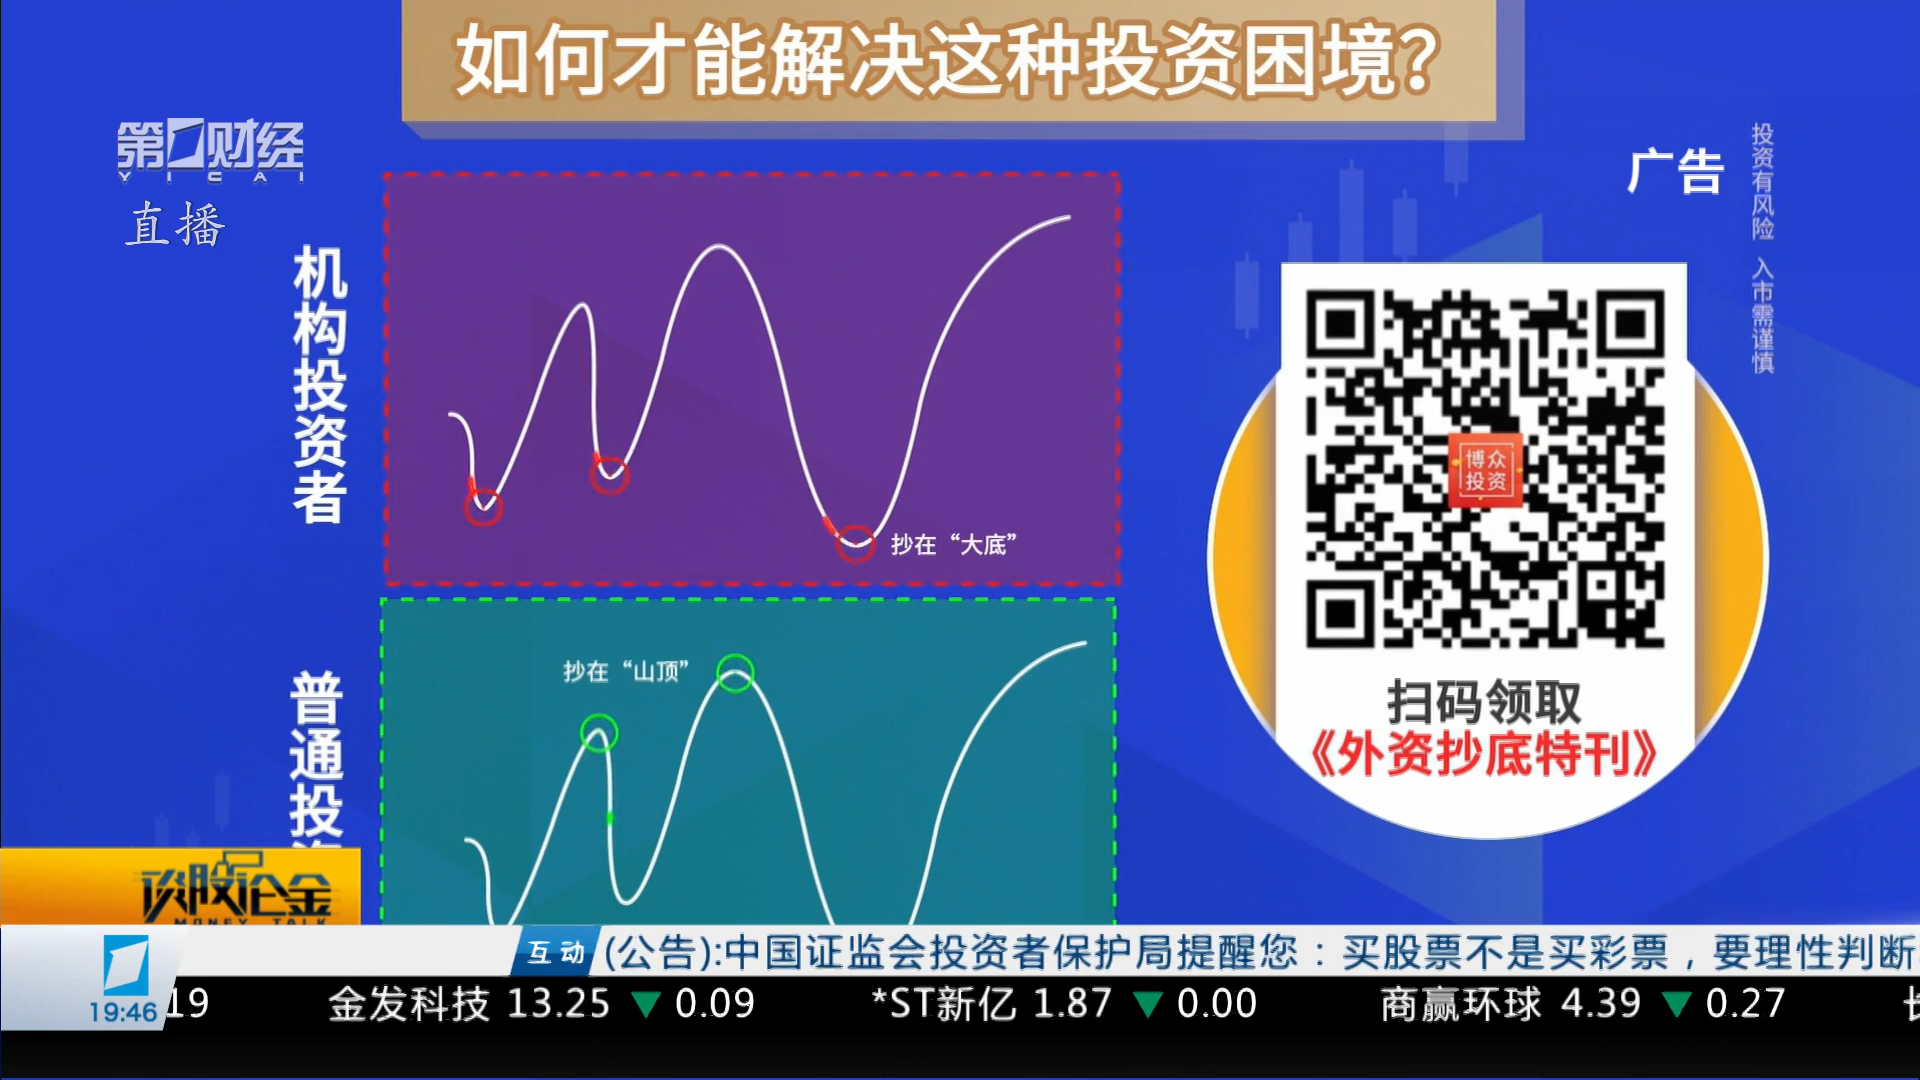 如何才能解决这种投资困境?
第一财经
YICAI
直播
广告
投资有风险 入市需谨慎
机构投资者
抄在“大底”
博众
投资
扫码领取
《外资抄底特刊》
普通投资
抄在“山顶”
谈股论金
MONEY TALK
互动
(公告):中国证监会投资者保护局提醒您：买股票不是买彩票，要理性判断
19:46
19 金发科技 13.25 ▼ 0.09 *ST新亿 1.87 ▼ 0.00 商赢环球 4.39 ▼ 0.27